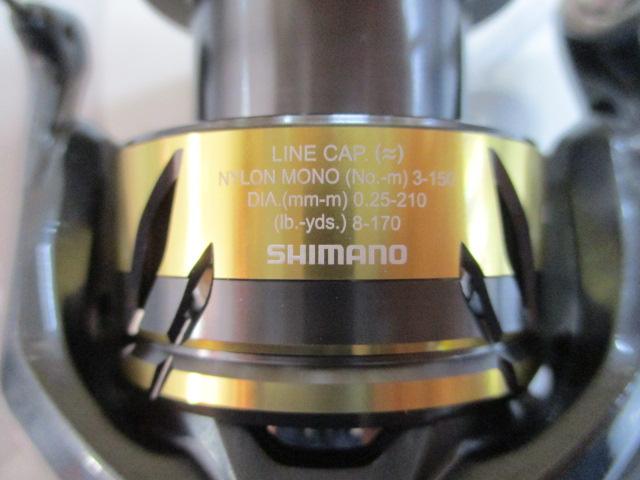 LINE CAP. (≈)
NYLON MONO (No.-m) 3-150
DIA.(mm-m) 0.25-210
(lb.-yds.) 8-170
SHIMANO